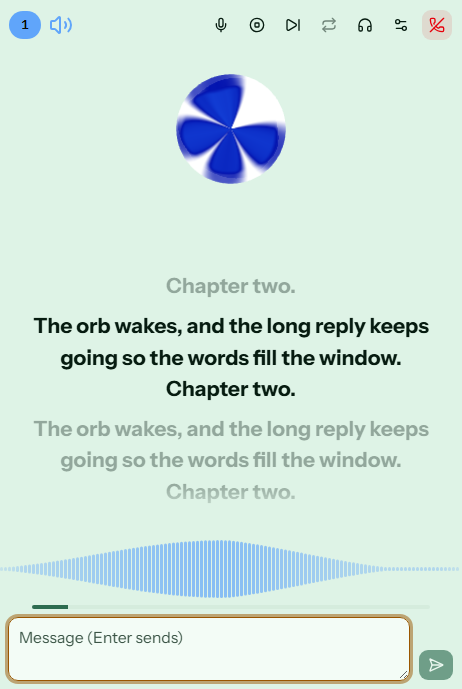 1
Chapter two.
The orb wakes, and the long reply keeps
going so the words fill the window.
Chapter two.
The orb wakes, and the long reply keeps
going so the words fill the window.
Chapter two.
Message (Enter sends)